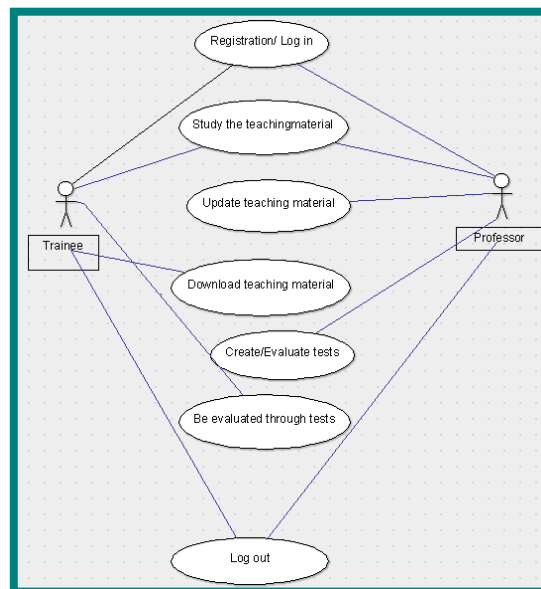 Registration/ Log in
Study the teachingmaterial
Update teaching material
Trainee
Professor
Download teaching material
Create/Evaluate tests
Be evaluated through tests
Log out